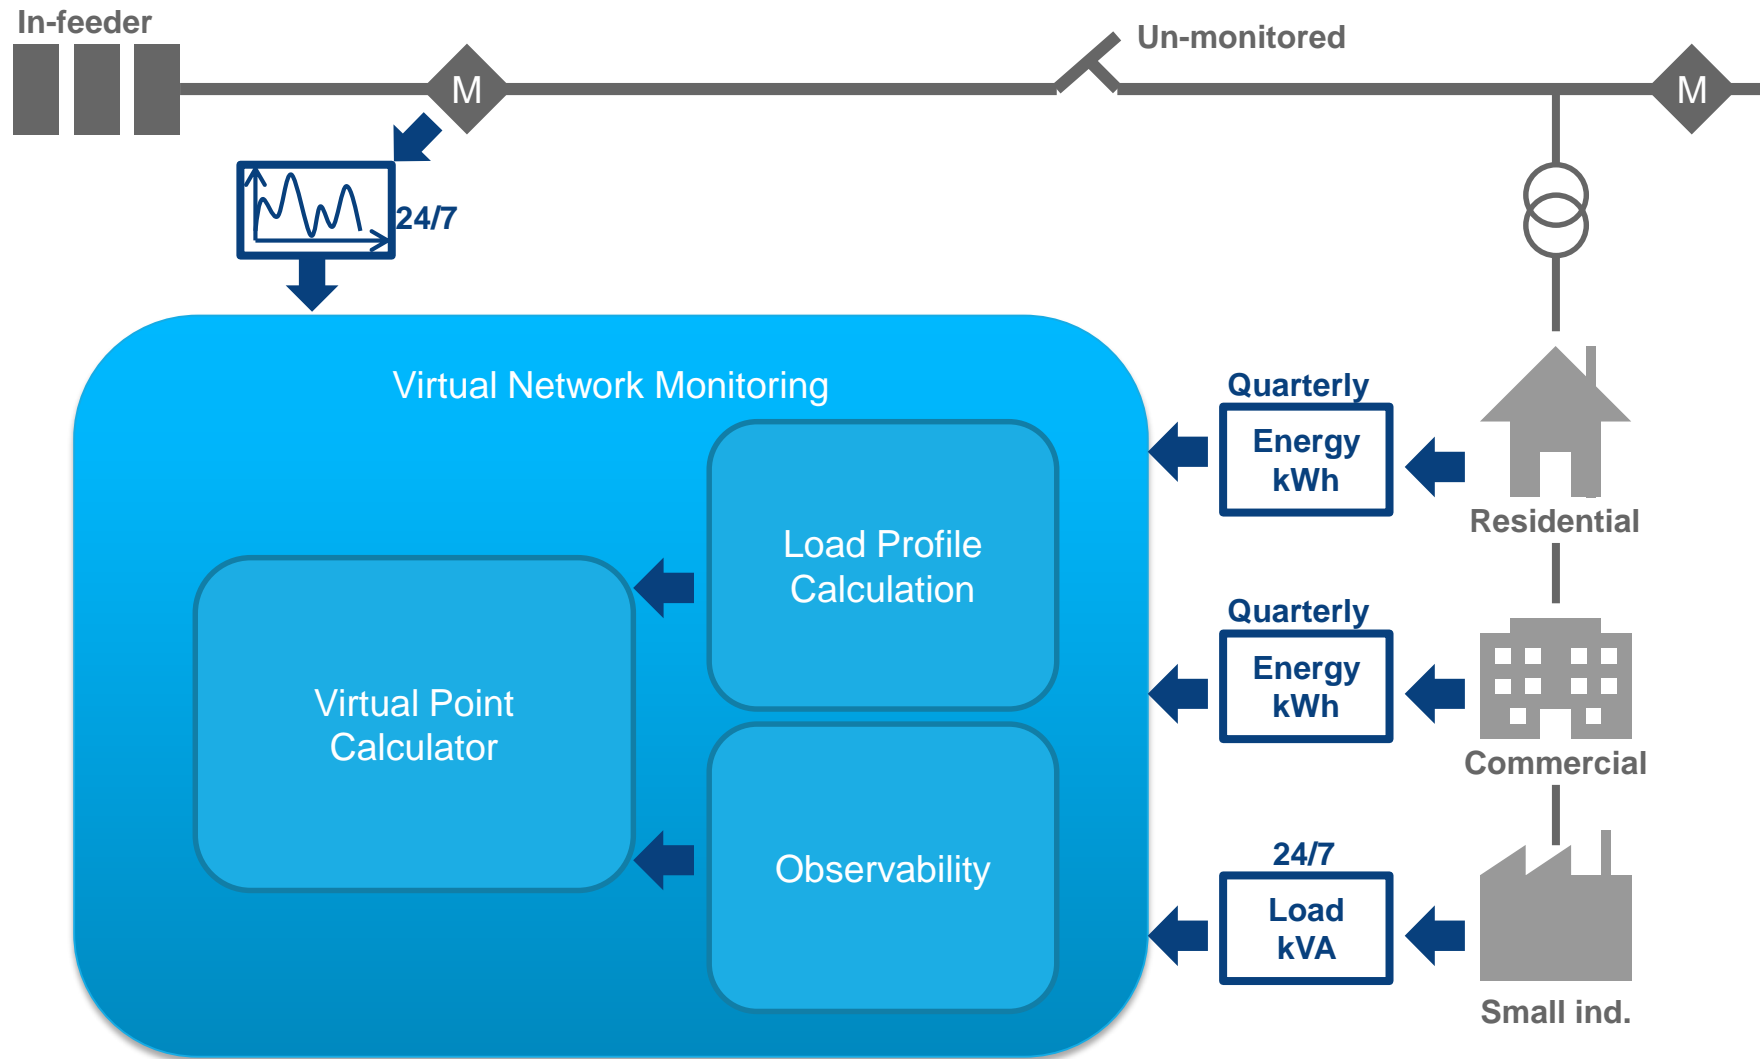 In-feeder
Un-monitored
M
M
24/7
Virtual Network Monitoring
Quarterly
Energy
kWh
Residential
Load Profile
Calculation
Quarterly
Energy
kWh
Commercial
Virtual Point
Calculator
Observability
24/7
Load
kVA
Small ind.